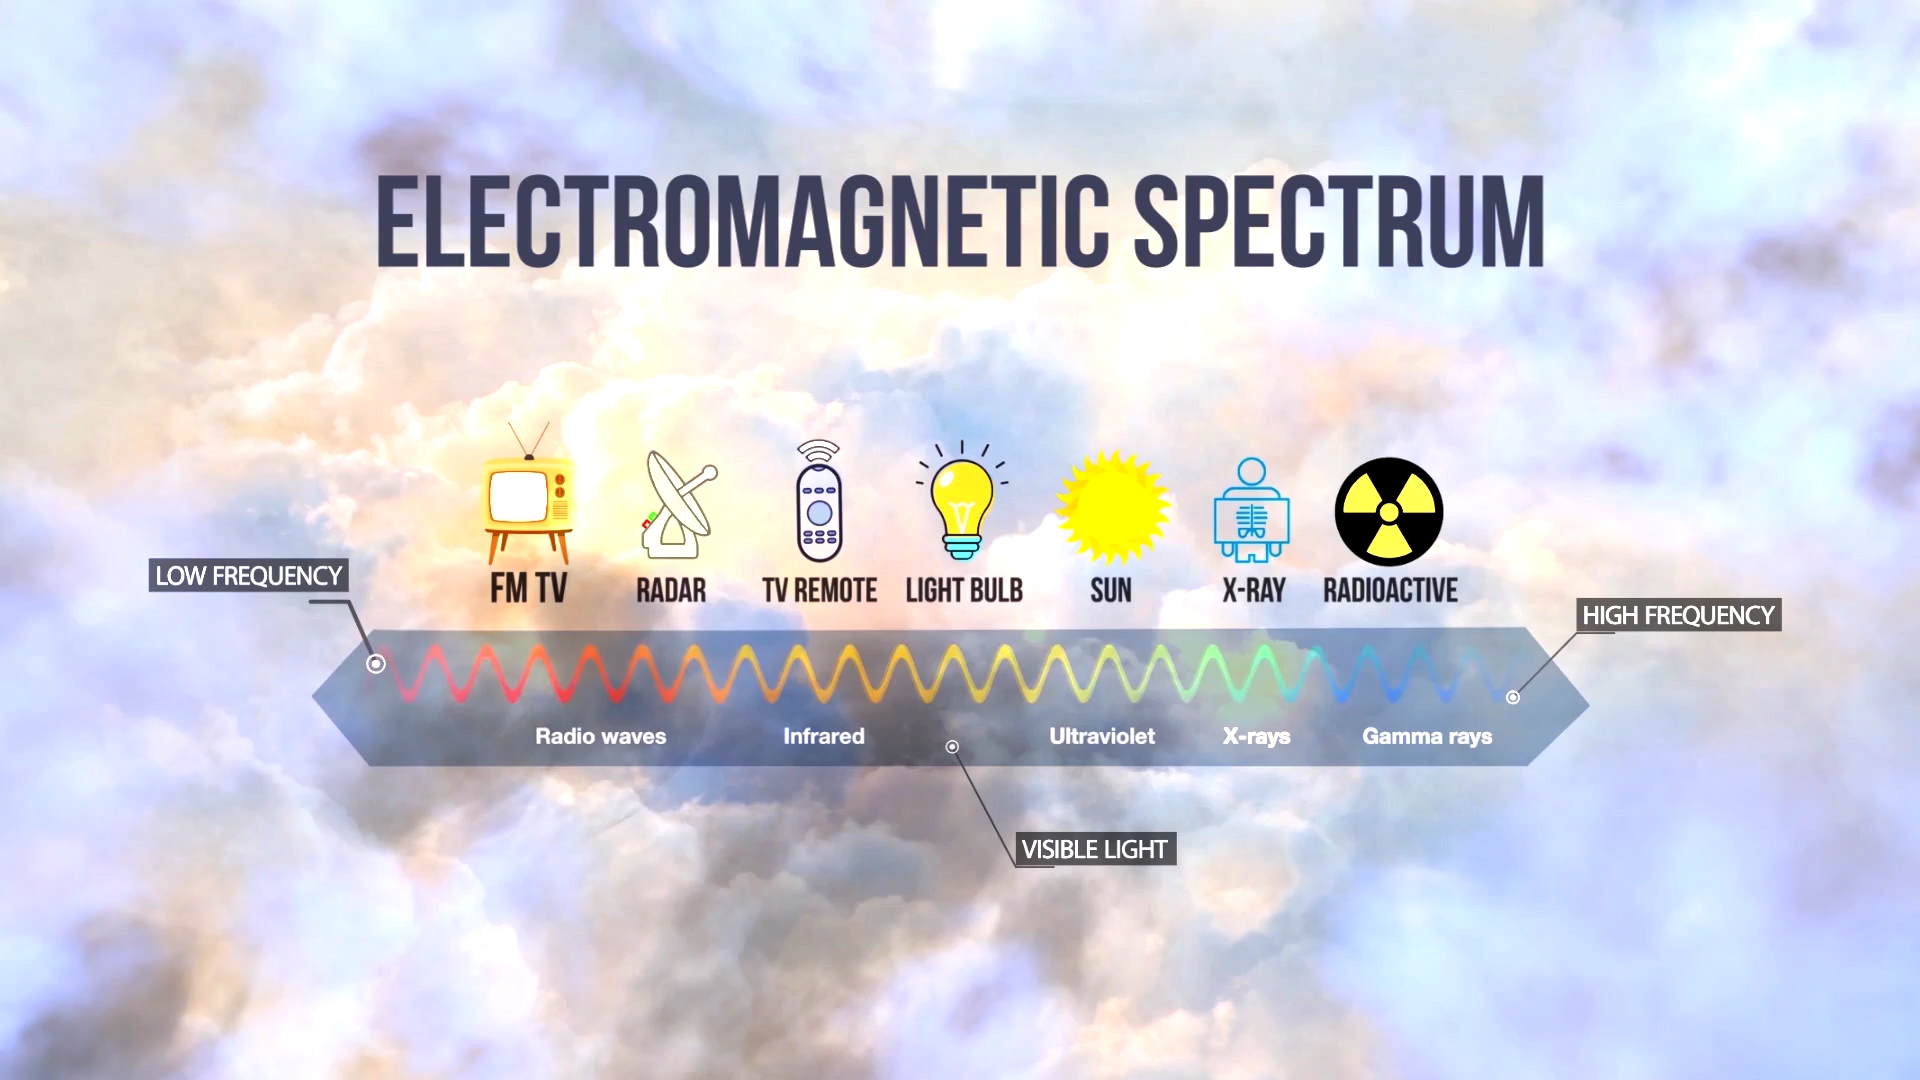 ELECTROMAGNETIC SPECTRUM
FM TV
RADAR
TV REMOTE
LIGHT BULB
SUN
X-RAY
RADIOACTIVE
LOW FREQUENCY
HIGH FREQUENCY
Radio waves
Infrared
Ultraviolet
X-rays
Gamma rays
VISIBLE LIGHT